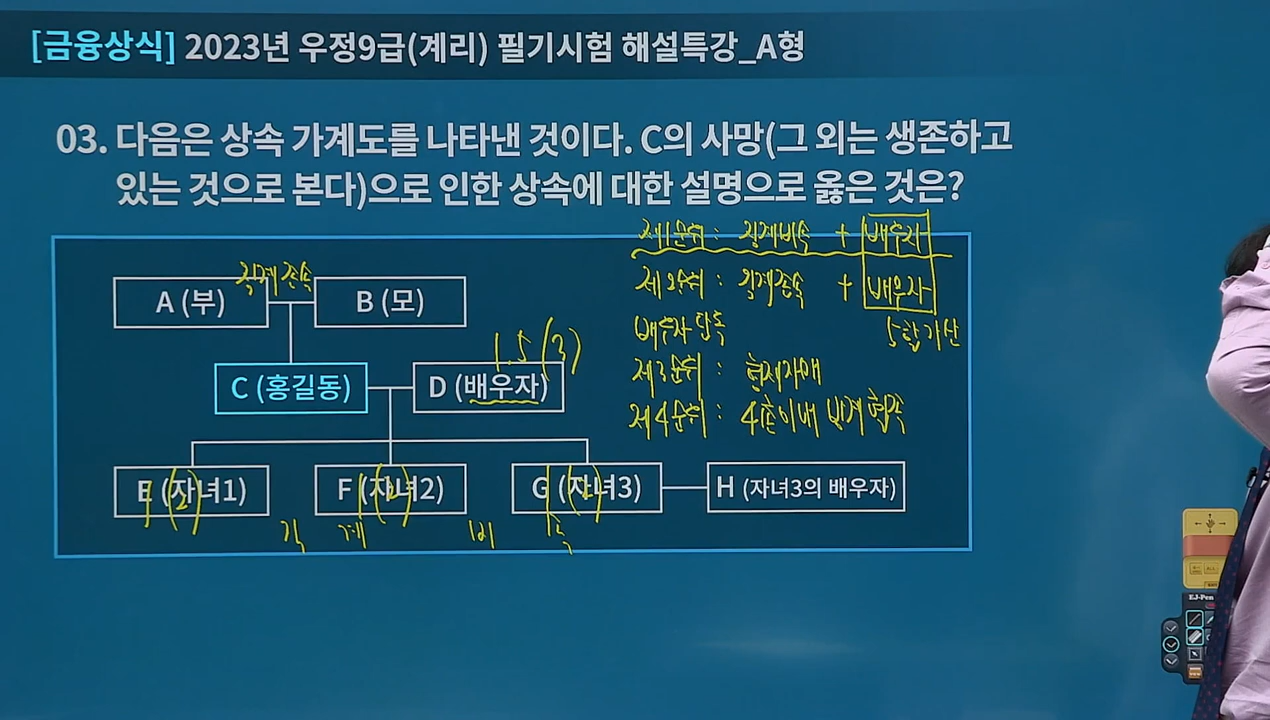 [금융상식] 2023년 우정9급(계리) 필기시험 해설특강_A형
03. 다음은 상속 가계도를 나타낸 것이다. C의 사망(그 외는 생존하고
있는 것으로 본다)으로 인한 상속에 대한 설명으로 옳은 것은?
제1순위 : 직계비속 + 배우자
제2순위 : 직계존속 + 배우자
5할 가산
배우자 단독
제3순위 : 형제자매
제4순위 : 4촌이내 방계 혈족
직계존속
A (부) B (모)
1.5 (3)
C (홍길동) D (배우자)
E (자녀1) F (자녀2) G (자녀3) H (자녀3의 배우자)
1 (2) 1 (2) 1 (2)
직 계 비 속
EJ-Pen